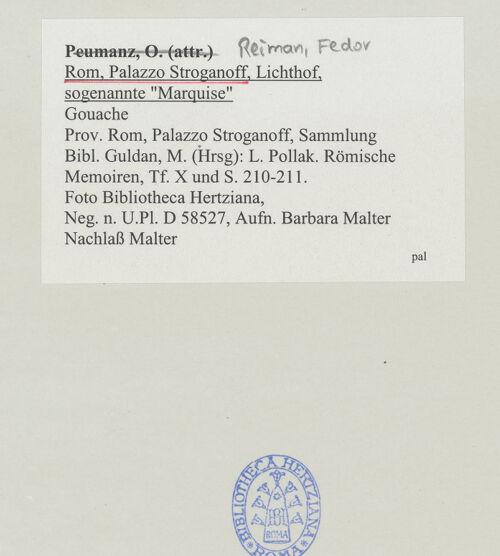 Peumanz, O. (attr.) Reiman, Fedor
Rom, Palazzo Stroganoff, Lichthof,
sogenannte "Marquise"
Gouache
Prov. Rom, Palazzo Stroganoff, Sammlung
Bibl. Guldan, M. (Hrsg): L. Pollak. Römische
Memoiren, Tf. X und S. 210-211.
Foto Bibliotheca Hertziana,
Neg. n. U.Pl. D 58527, Aufn. Barbara Malter
Nachlaß Malter
pal
BIBLIOTHECA HERTZIANA
ROMA
ROMA